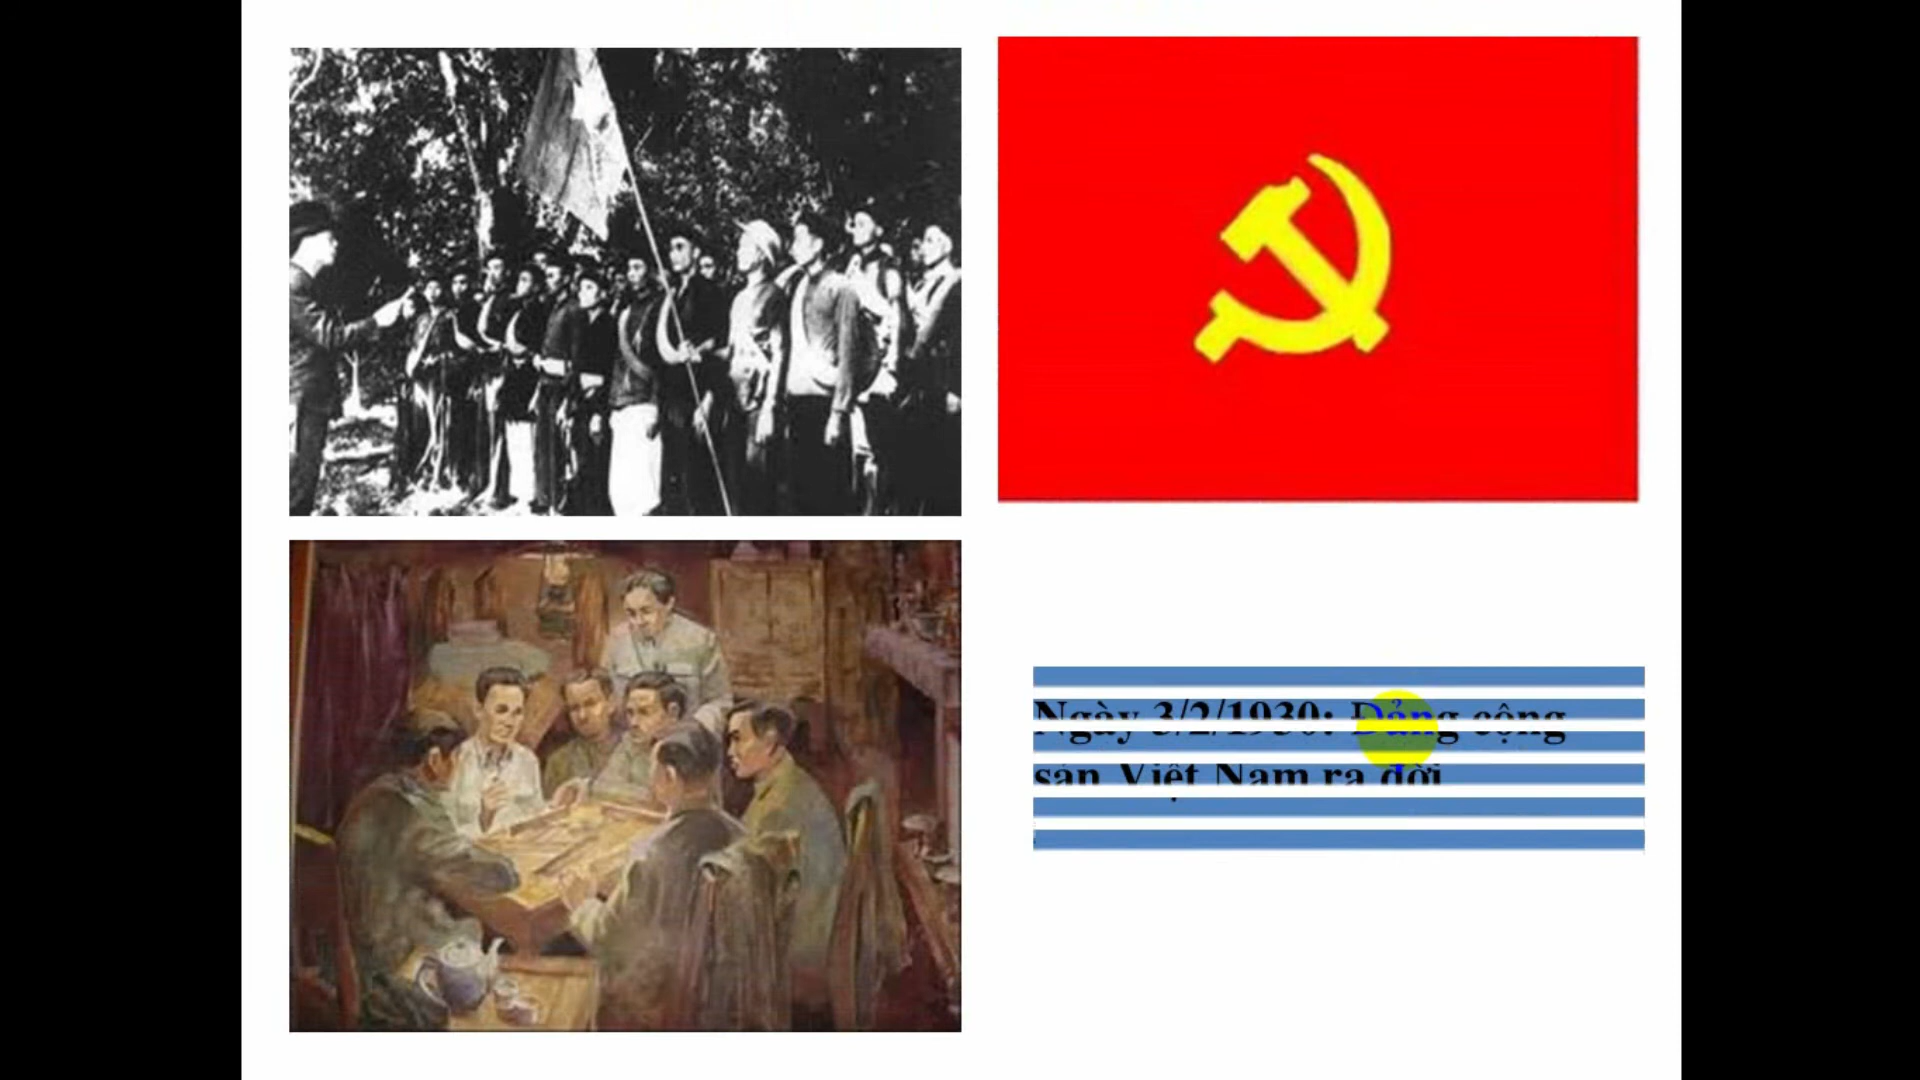 Ngày 3/2/1930: Đảng cộng
sản Việt Nam ra đời